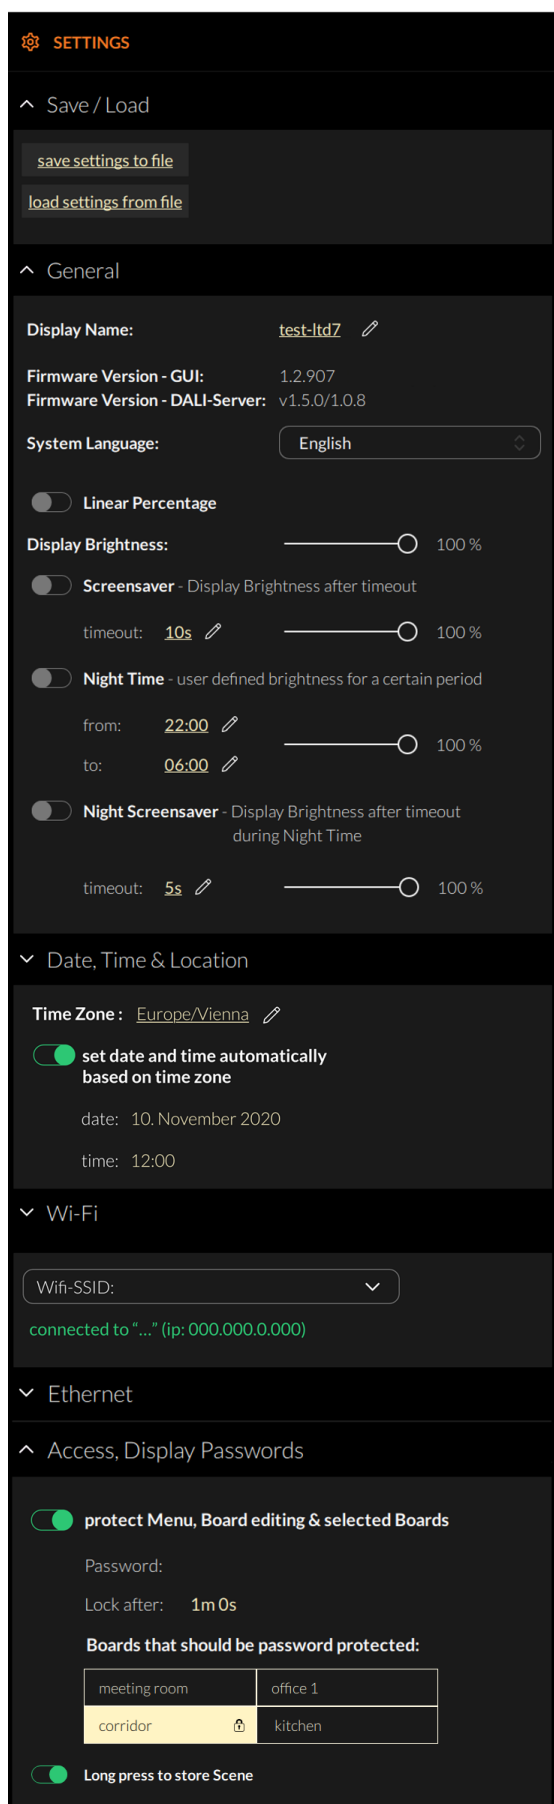 SETTINGS
Save / Load
save settings to file
load settings from file
General
Display Name: test-ltd7
Firmware Version - GUI: 1.2.907
Firmware Version - DALI-Server: v1.5.0/1.0.8
System Language: English
Linear Percentage
Display Brightness: 100 %
Screensaver - Display Brightness after timeout
timeout: 10s 100 %
Night Time - user defined brightness for a certain period
from: 22:00
100 %
to: 06:00
Night Screensaver - Display Brightness after timeout
during Night Time
timeout: 5s 100 %
Date, Time & Location
Time Zone : Europe/Vienna
set date and time automatically
based on time zone
date: 10. November 2020
time: 12:00
Wi-Fi
Wifi-SSID:
connected to “...” (ip: 000.000.0.000)
Ethernet
Access, Display Passwords
protect Menu, Board editing & selected Boards
Password:
Lock after: 1m 0s
Boards that should be password protected:
meeting room office 1
corridor kitchen
Long press to store Scene